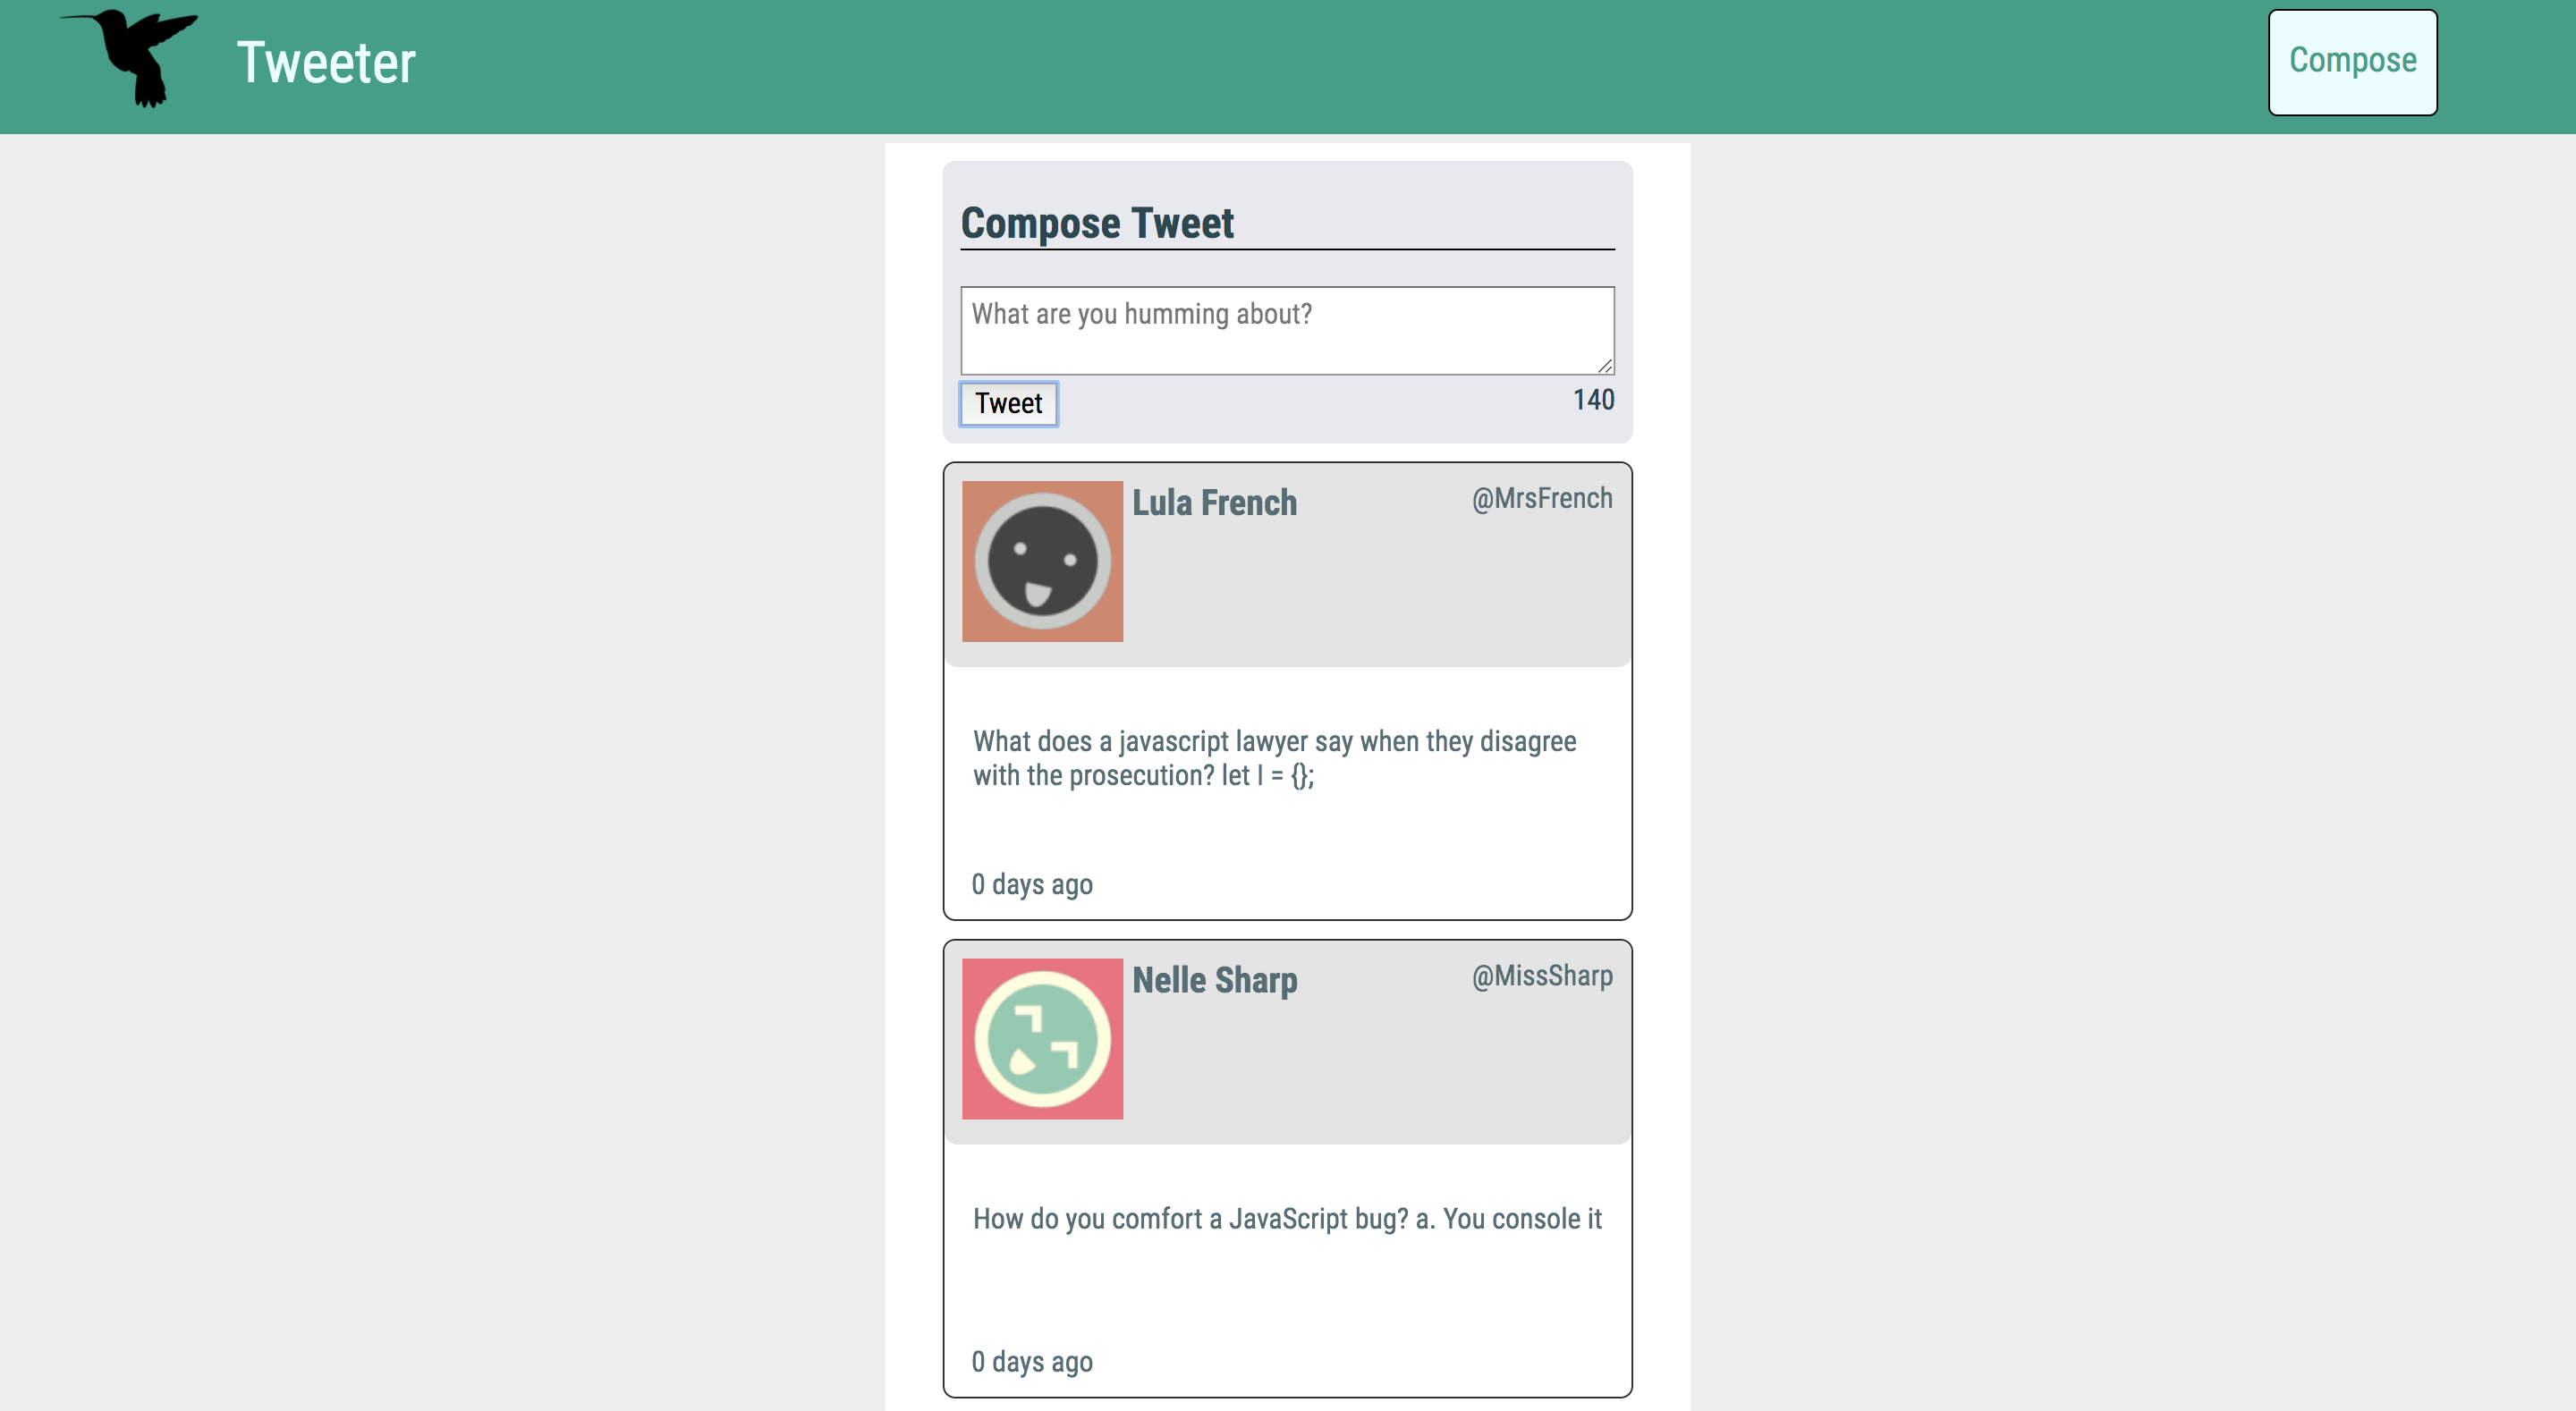 Tweeter
Compose
Compose Tweet
What are you humming about?
Tweet
140
Lula French
@MrsFrench
What does a javascript lawyer say when they disagree
with the prosecution? let I = {};
0 days ago
Nelle Sharp
@MissSharp
How do you comfort a JavaScript bug? a. You console it
0 days ago